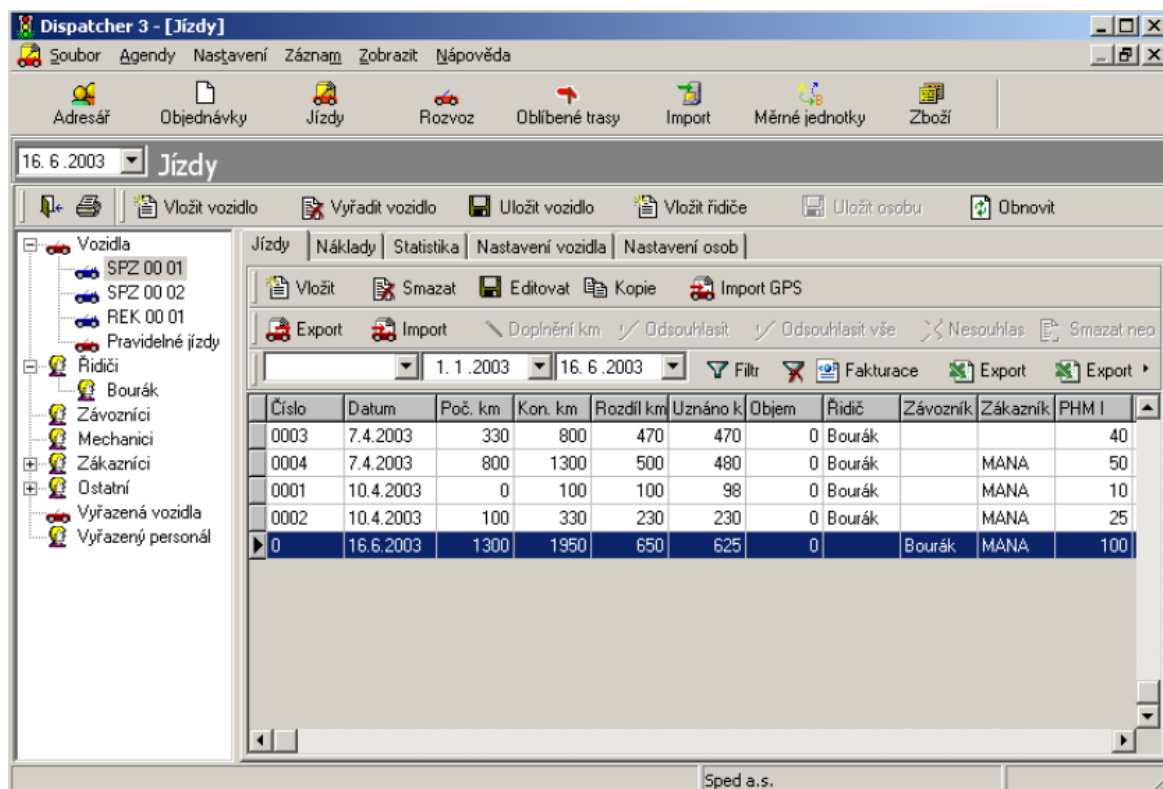 Dispatcher 3 - [Jízdy]
Soubor Agendy Nastavení Záznam Zobrazit Nápověda
Adresář Objednávky Jízdy Rozvoz Oblíbené trasy Import Měrné jednotky Zboží
16. 6 .2003 Jízdy
Vložit vozidlo Vyřadit vozidlo Uložit vozidlo Vložit řidiče Uložit osobu Obnovit
Vozidla
SPZ 00 01
SPZ 00 02
REK 00 01
Pravidelné jízdy
Řidiči
Bourák
Závozníci
Mechanici
Zákazníci
Ostatní
Vyřazená vozidla
Vyřazený personál
Jízdy Náklady Statistika Nastavení vozidla Nastavení osob
Vložit Smazat Editovat Kopie Import GPS
Export Import Doplnění km Odsouhlasit Odsouhlasit vše Nesouhlas Smazat neo
1. 1 .2003 16. 6 .2003 Filtr Fakturace Export Export
Číslo Datum Poč. km Kon. km Rozdíl km Uznáno k Objem Řidič Závozník Zákazník PHM l
0003 7.4.2003 330 800 470 470 0 Bourák 40
0004 7.4.2003 800 1300 500 480 0 Bourák MANA 50
0001 10.4.2003 0 100 100 98 0 Bourák MANA 10
0002 10.4.2003 100 330 230 230 0 Bourák MANA 25
0 16.6.2003 1300 1950 650 625 0 Bourák MANA 100
Sped a.s.